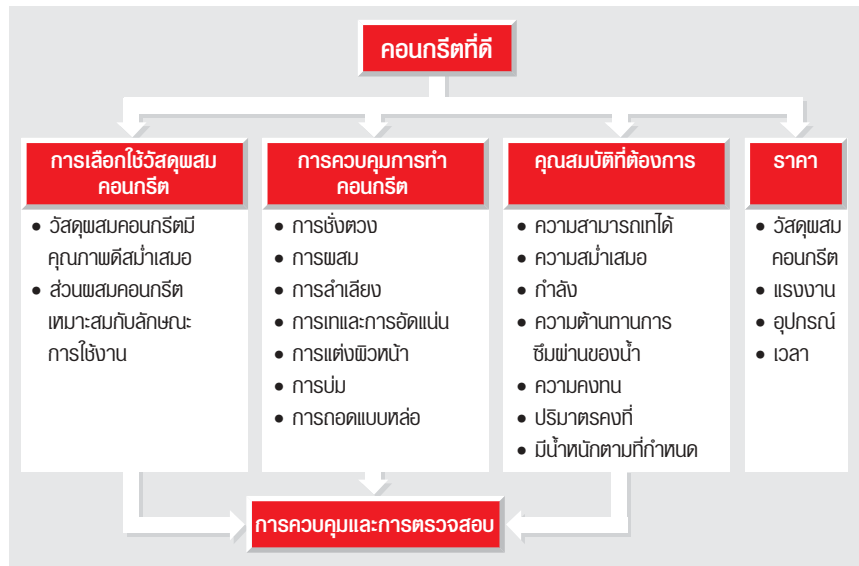 คอนกรีตที่ดี
การเลือกใช้วัสดุผสม
คอนกรีต
• วัสดุผสมคอนกรีตมี
คุณภาพดีสม่ำเสมอ
• ส่วนผสมคอนกรีต
เหมาะสมกับลักษณะ
การใช้งาน
การควบคุมการทำ
คอนกรีต
• การชั่งตวง
• การผสม
• การลำเลียง
• การเทและการอัดแน่น
• การแต่งผิวหน้า
• การบ่ม
• การถอดแบบหล่อ
คุณสมบัติที่ต้องการ
• ความสามารถเทได้
• ความสม่ำเสมอ
• กำลัง
• ความต้านทานการ
ซึมผ่านของน้ำ
• ความคงทน
• ปริมาตรคงที่
• มีน้ำหนักตามที่กำหนด
ราคา
• วัสดุผสม
คอนกรีต
• แรงงาน
• อุปกรณ์
• เวลา
การควบคุมและการตรวจสอบ